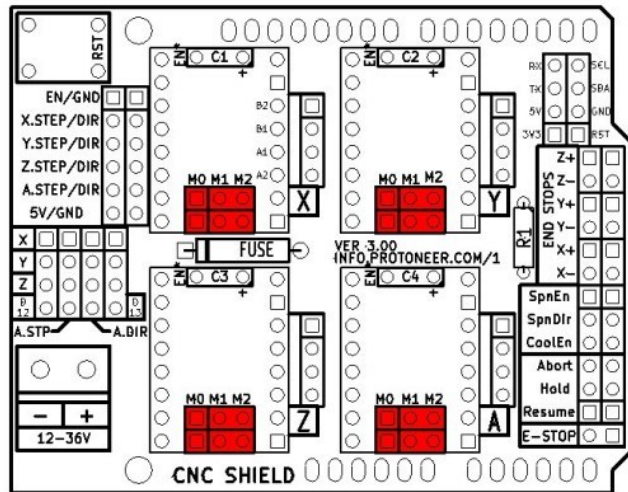 RST
EN/GND
X.STEP/DIR
Y.STEP/DIR
Z.STEP/DIR
A.STEP/DIR
5V/GND
X
Y
Z
D
12
D
13
A.STP
A.DIR
- +
12-36V
EN*
C1
+
B2
B1
A1
A2
M0 M1 M2
X
EN*
C2
+
M0 M1 M2
Y
FUSE
VER 3.00
INFO.PROTONEER.COM/1
R1
EN*
C3
+
M0 M1 M2
Z
EN*
C4
+
M0 M1 M2
A
CNC SHIELD
RX SCL
TX SDA
5V GND
3V3 RST
END STOPS
Z+
Z-
Y+
Y-
X+
X-
SpnEn
SpnDir
CoolEn
Abort
Hold
Resume
E-STOP